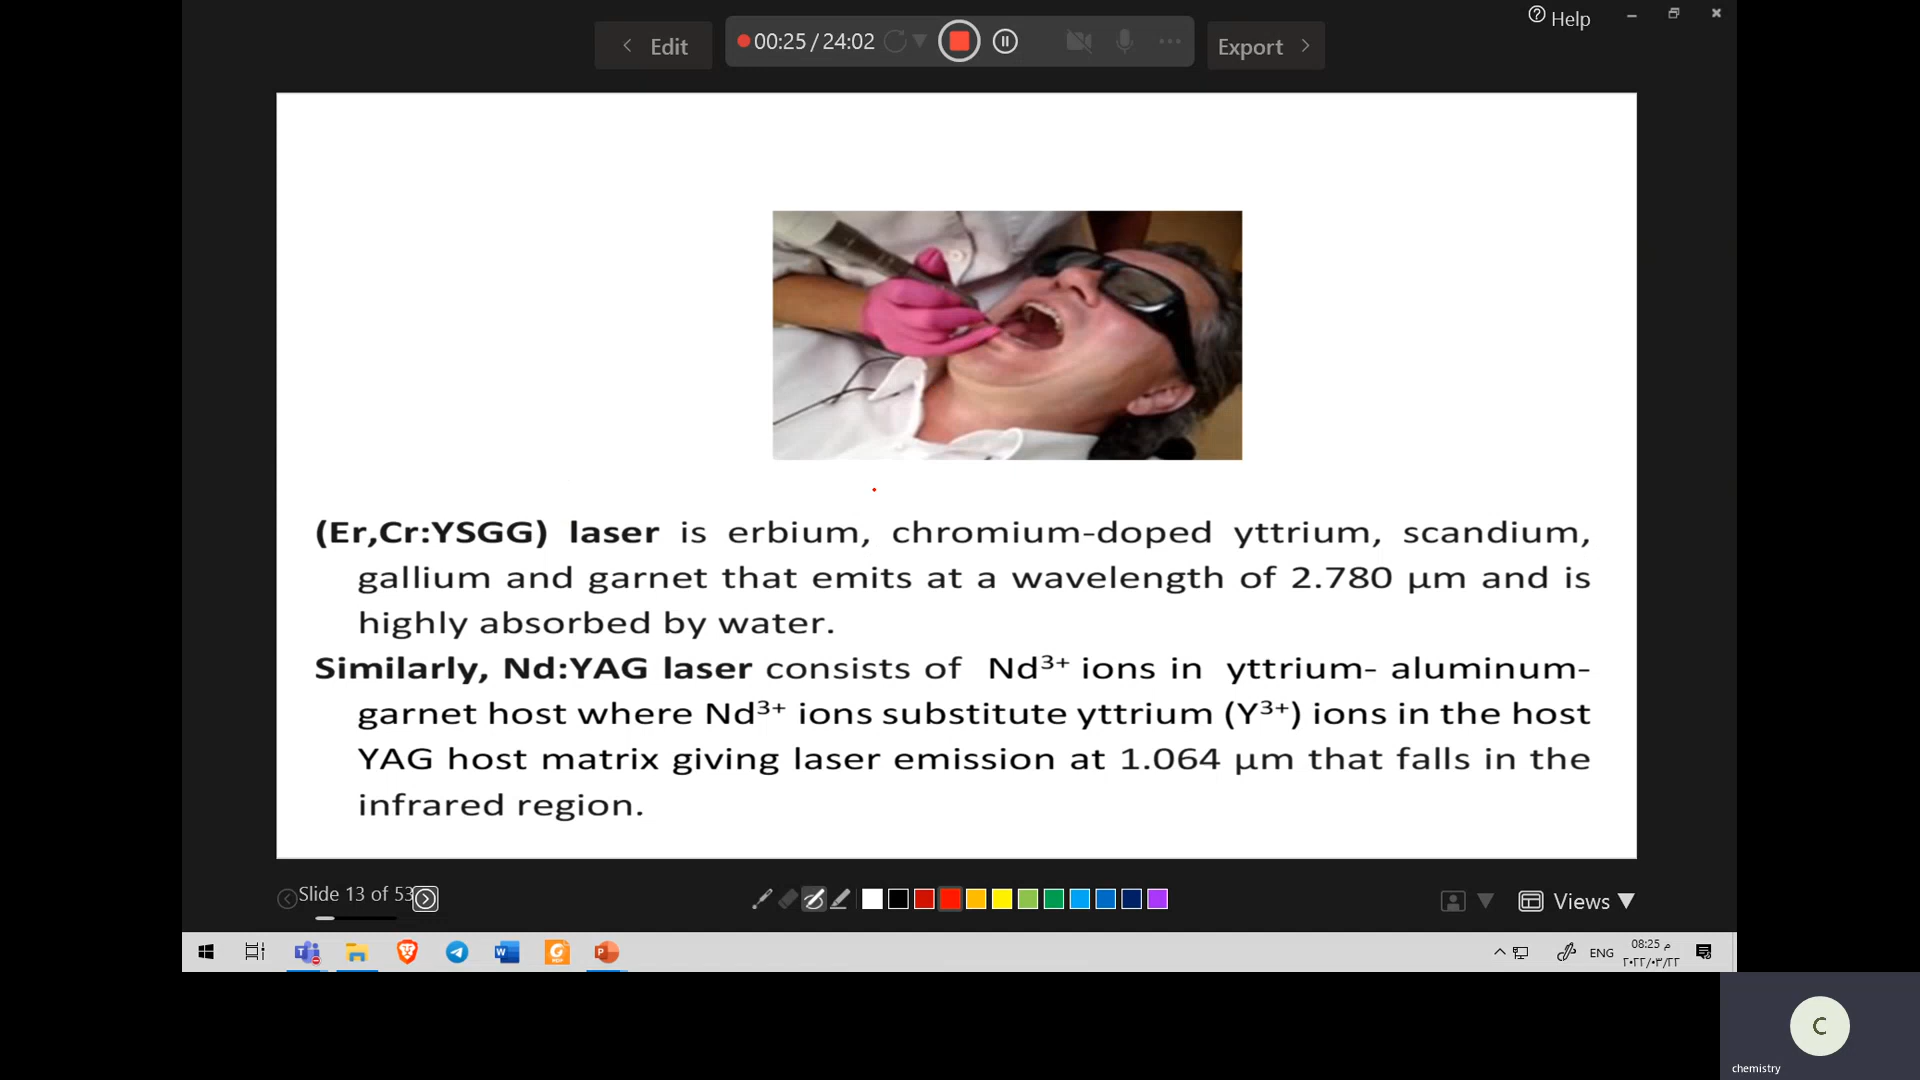 Help
Edit
00:25 / 24:02
Export
(Er,Cr:YSGG) laser is erbium, chromium-doped yttrium, scandium,
gallium and garnet that emits at a wavelength of 2.780 µm and is
highly absorbed by water.
Similarly, Nd:YAG laser consists of Nd³⁺ ions in yttrium- aluminum-
garnet host where Nd³⁺ ions substitute yttrium (Y³⁺) ions in the host
YAG host matrix giving laser emission at 1.064 µm that falls in the
infrared region.
Slide 13 of 53
Views
ENG
08:25 م
٢٠٢٢/٠٣/٢٢
C
chemistry